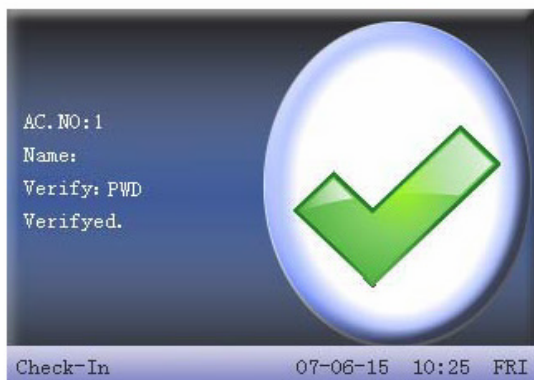 AC.NO:1
Name:
Verify: PWD
Verifyed.
Check-In 07-06-15 10:25 FRI